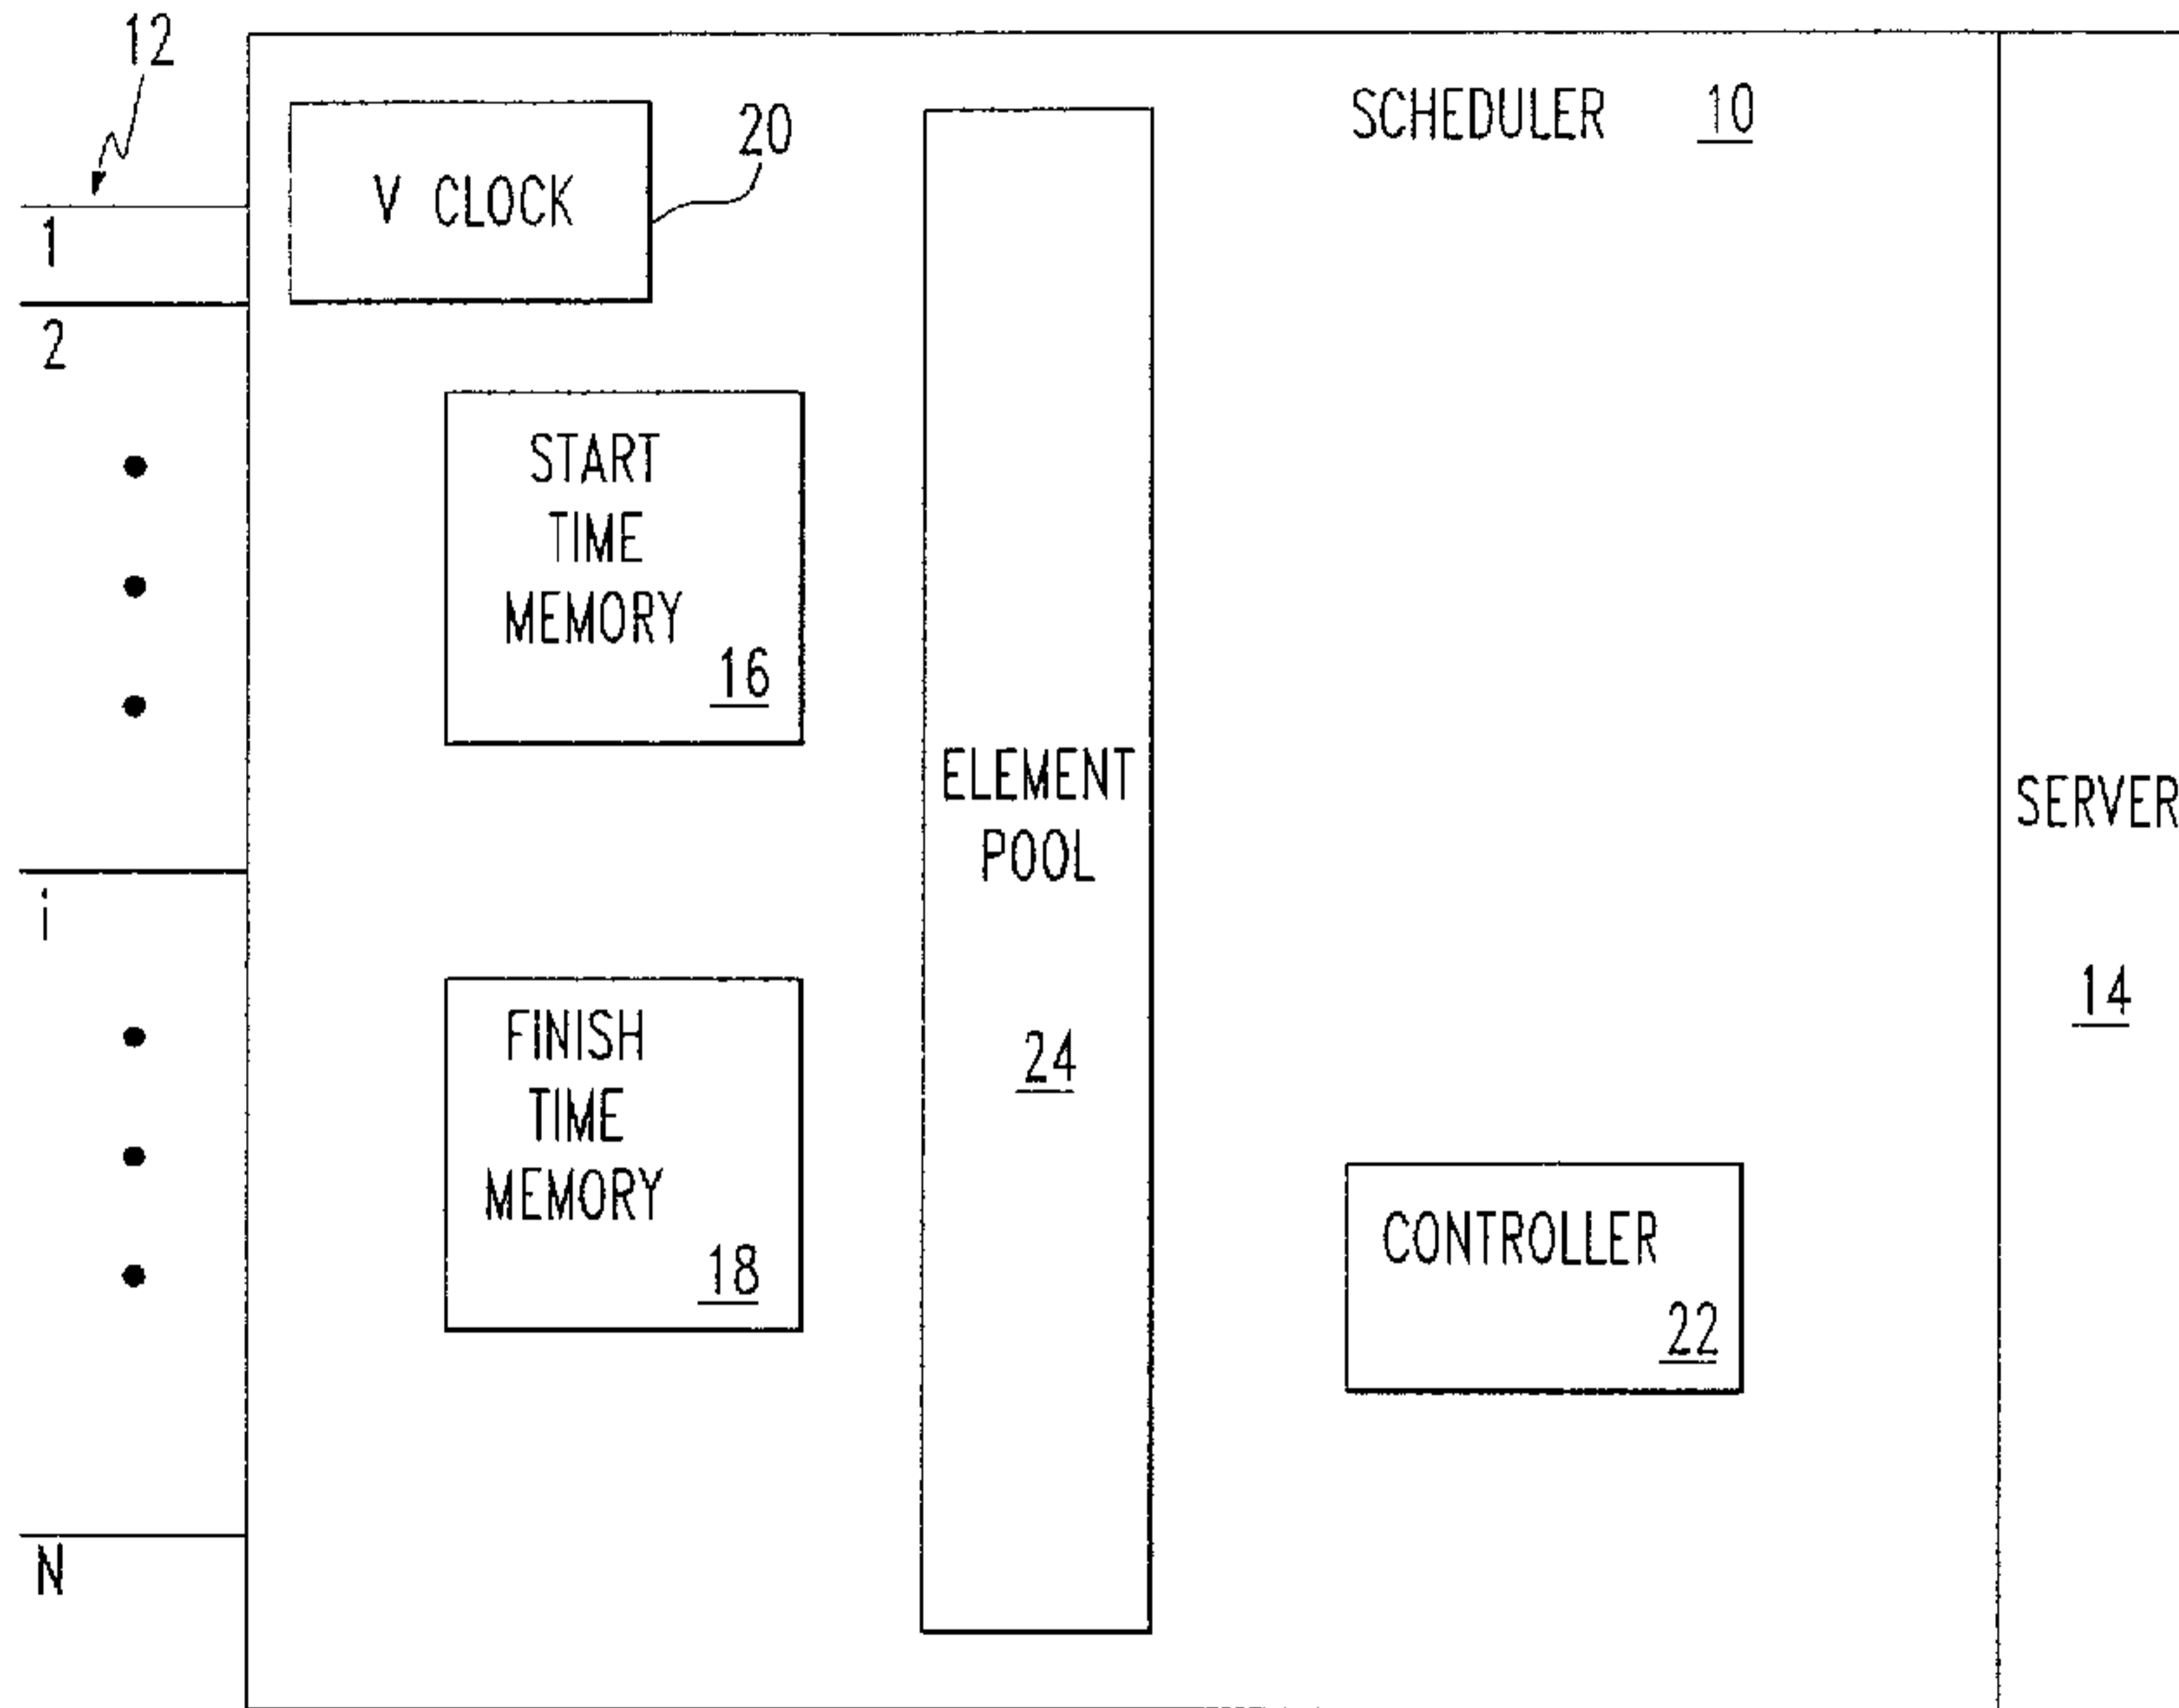 12
SCHEDULER 10
V CLOCK
20
1
2
START
TIME
MEMORY
16
ELEMENT
POOL
24
SERVER
14
i
FINISH
TIME
MEMORY
18
CONTROLLER
22
N